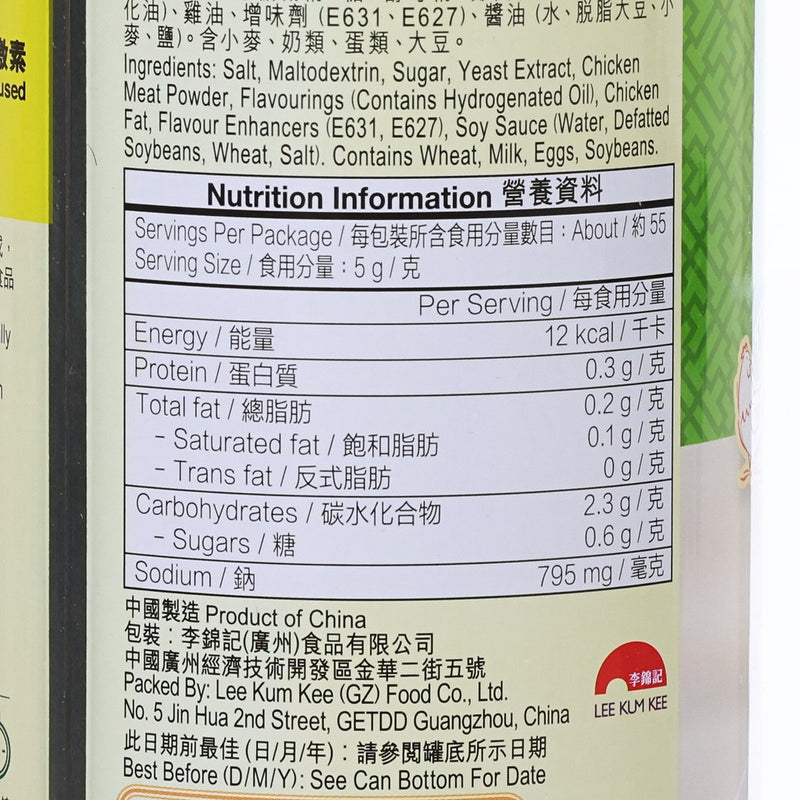 化油)、雞油、增味劑 (E631、E627)、醬油 (水、脱脂大豆、小
麥、鹽)。含小麥、奶類、蛋類、大豆。
Ingredients: Salt, Maltodextrin, Sugar, Yeast Extract, Chicken
Meat Powder, Flavourings (Contains Hydrogenated Oil), Chicken
Fat, Flavour Enhancers (E631, E627), Soy Sauce (Water, Defatted
Soybeans, Wheat, Salt). Contains Wheat, Milk, Eggs, Soybeans.
Nutrition Information 營養資料
Servings Per Package / 每包裝所含食用分量數目：About / 約 55
Serving Size / 食用分量：5 g / 克
Per Serving / 每食用分量
Energy / 能量 12 kcal / 千卡
Protein / 蛋白質 0.3 g / 克
Total fat / 總脂肪 0.2 g / 克
- Saturated fat / 飽和脂肪 0.1 g / 克
- Trans fat / 反式脂肪 0 g / 克
Carbohydrates / 碳水化合物 2.3 g / 克
- Sugars / 糖 0.6 g / 克
Sodium / 鈉 795 mg / 毫克
中國製造 Product of China
包裝：李錦記(廣州)食品有限公司
中國廣州經濟技術開發區金華二街五號
Packed By: Lee Kum Kee (GZ) Food Co., Ltd.
No. 5 Jin Hua 2nd Street, GETDD Guangzhou, China
此日期前最佳 (日/月/年)：請參閱罐底所示日期
Best Before (D/M/Y): See Can Bottom For Date
李錦記
LEE KUM KEE
素
used
食品